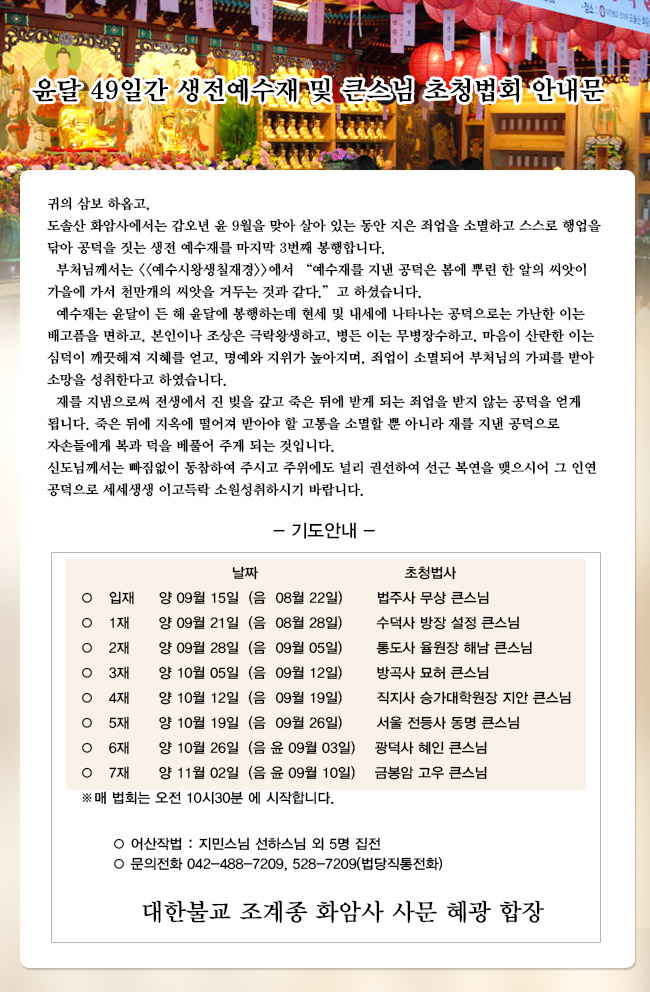 장소 : 대한불교 조계종 도솔산 화암
윤달 49일간 생전예수재 및 큰스님 초청법회 안내문
귀의 삼보 하옵고,
도솔산 화암사에서는 갑오년 윤 9월을 맞아 살아 있는 동안 지은 죄업을 소멸하고 스스로 행업을
닦아 공덕을 짓는 생전 예수재를 마지막 3번째 봉행합니다.
부처님께서는 〈〈예수시왕생칠재경〉〉에서 “예수재를 지낸 공덕은 봄에 뿌린 한 알의 씨앗이
가을에 가서 천만개의 씨앗을 거두는 것과 같다.” 고 하셨습니다.
예수재는 윤달이 든 해 윤달에 봉행하는데 현세 및 내세에 나타나는 공덕으로는 가난한 이는
배고픔을 면하고, 본인이나 조상은 극락왕생하고, 병든 이는 무병장수하고, 마음이 산란한 이는
심덕이 깨끗해져 지혜를 얻고, 명예와 지위가 높아지며, 죄업이 소멸되어 부처님의 가피를 받아
소망을 성취한다고 하였습니다.
재를 지냄으로써 전생에서 진 빚을 갚고 죽은 뒤에 받게 되는 죄업을 받지 않는 공덕을 얻게
됩니다. 죽은 뒤에 지옥에 떨어져 받아야 할 고통을 소멸할 뿐 아니라 재를 지낸 공덕으로
자손들에게 복과 덕을 베풀어 주게 되는 것입니다.
신도님께서는 빠짐없이 동참하여 주시고 주위에도 널리 권선하여 선근 복연을 맺으시어 그 인연
공덕으로 세세생생 이고득락 소원성취하시기 바랍니다.
– 기도안내 –
날짜 초청법사
○ 입재 양 09월 15일 (음 08월 22일) 법주사 무상 큰스님
○ 1재 양 09월 21일 (음 08월 28일) 수덕사 방장 설정 큰스님
○ 2재 양 09월 28일 (음 09월 05일) 통도사 율원장 해남 큰스님
○ 3재 양 10월 05일 (음 09월 12일) 방곡사 묘허 큰스님
○ 4재 양 10월 12일 (음 09월 19일) 직지사 승가대학원장 지안 큰스님
○ 5재 양 10월 19일 (음 09월 26일) 서울 전등사 동명 큰스님
○ 6재 양 10월 26일 (음 윤 09월 03일) 광덕사 혜인 큰스님
○ 7재 양 11월 02일 (음 윤 09월 10일) 금봉암 고우 큰스님
※매 법회는 오전 10시30분 에 시작합니다.
○ 어산작법 : 지민스님 선하스님 외 5명 집전
○ 문의전화 042–488–7209, 528–7209(법당직통전화)
대한불교 조계종 화암사 사문 혜광 합장